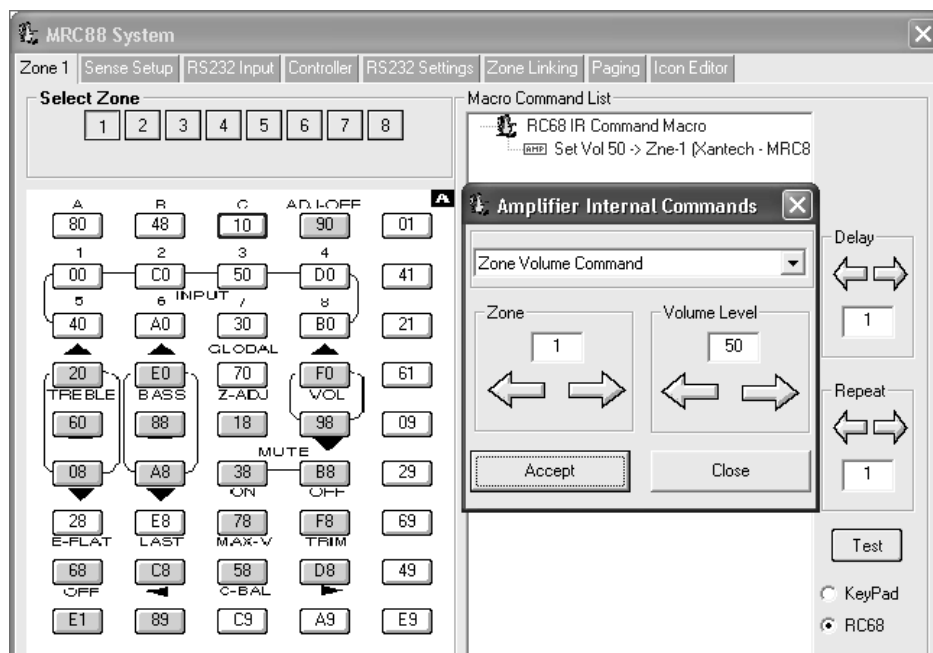 MRC88 System
Zone 1 Sense Setup RS232 Input Controller RS232 Settings Zone Linking Paging Icon Editor
Select Zone
1 2 3 4 5 6 7 8
A B C ADJ-OFF
80 48 10 90 01
1 2 3 4
00 C0 50 D0 41
INPUT
5 6 7 8
40 A0 30 B0 21
GLOBAL
20 E0 70 F0 61
TREBLE BASS Z-ADJ VOL
60 88 18 98 09
MUTE
08 A8 38 B8 29
ON OFF
28 E8 78 F8 69
E-FLAT LAST MAX-V TRIM
68 C8 58 D8 49
OFF C-BAL
E1 89 C9 A9 E9
A
Macro Command List
RC68 IR Command Macro
AMP Set Vol 50 -> Zne-1 (Xantech - MRC8
Amplifier Internal Commands
Zone Volume Command
Zone
1
Volume Level
50
Accept Close
Delay
1
Repeat
1
Test
KeyPad
RC68